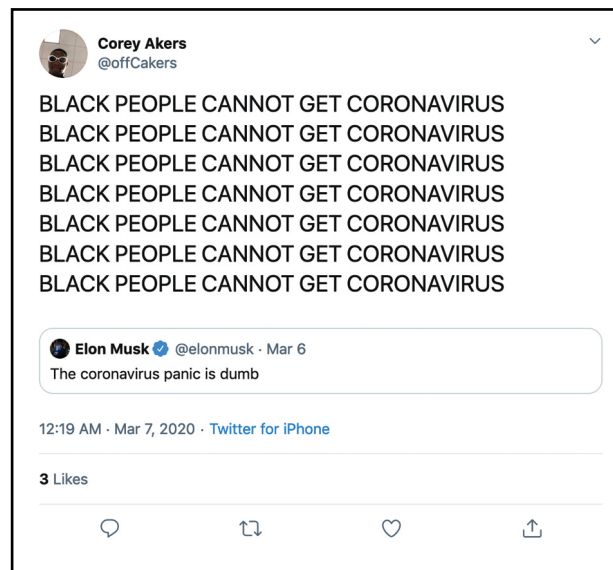 Corey Akers
@offCakers
BLACK PEOPLE CANNOT GET CORONAVIRUS
BLACK PEOPLE CANNOT GET CORONAVIRUS
BLACK PEOPLE CANNOT GET CORONAVIRUS
BLACK PEOPLE CANNOT GET CORONAVIRUS
BLACK PEOPLE CANNOT GET CORONAVIRUS
BLACK PEOPLE CANNOT GET CORONAVIRUS
BLACK PEOPLE CANNOT GET CORONAVIRUS
Elon Musk @elonmusk · Mar 6
The coronavirus panic is dumb
12:19 AM · Mar 7, 2020 · Twitter for iPhone
3 Likes